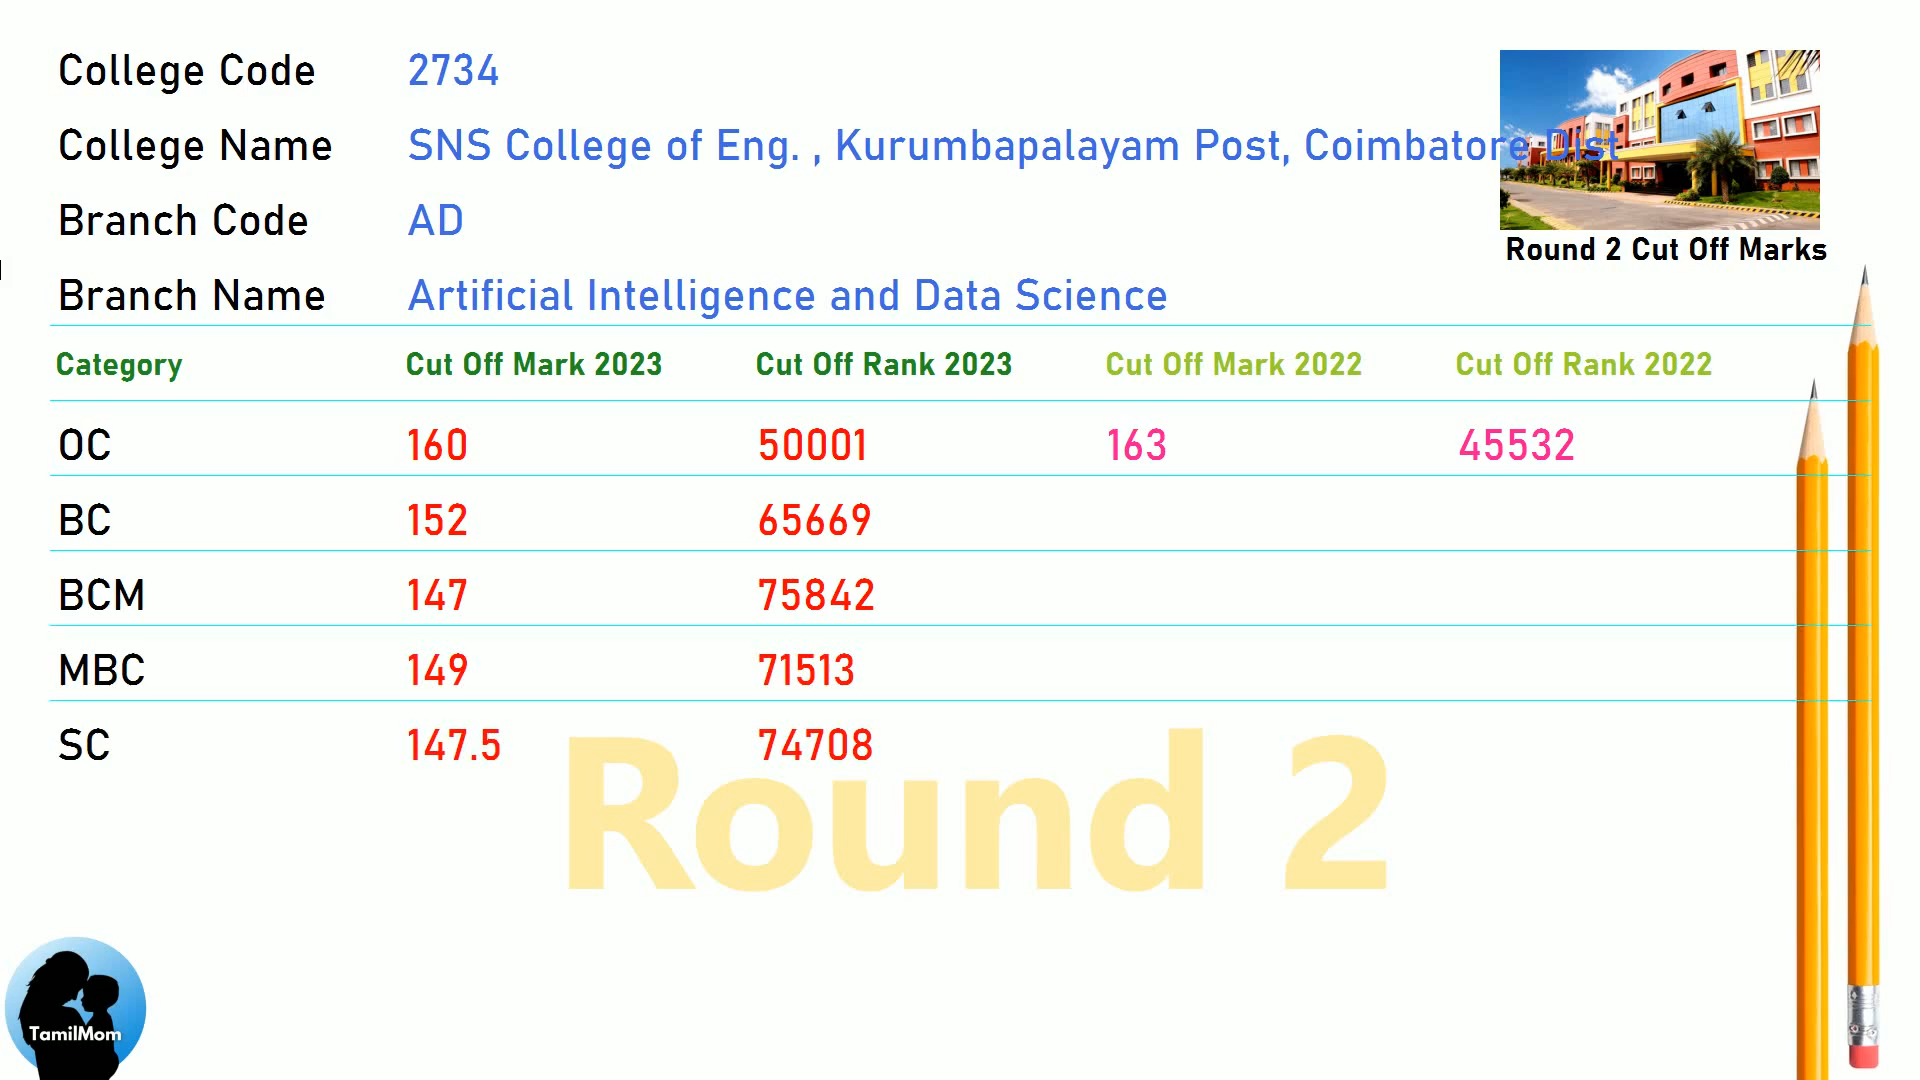 College Code 2734
College Name SNS College of Eng. , Kurumbapalayam Post, Coimbatore Dist
Branch Code AD
Round 2 Cut Off Marks
Branch Name Artificial Intelligence and Data Science
Category Cut Off Mark 2023 Cut Off Rank 2023 Cut Off Mark 2022 Cut Off Rank 2022
OC 160 50001 163 45532
BC 152 65669
BCM 147 75842
MBC 149 71513
SC 147.5 74708
Round 2
TamilMom